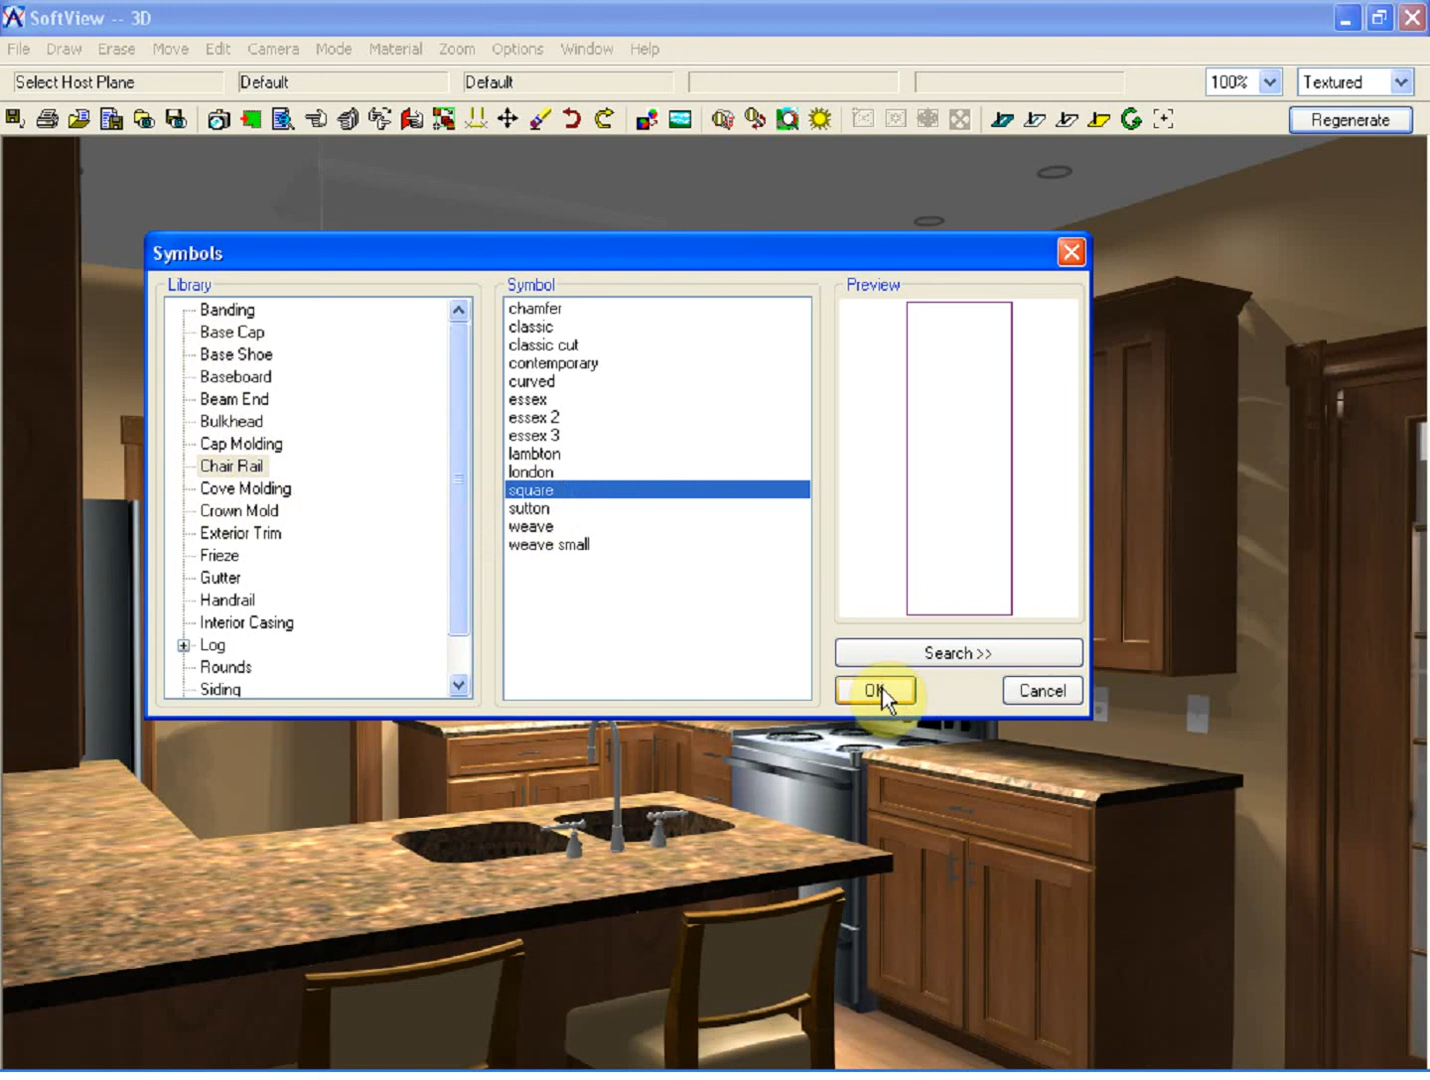 SoftView -- 3D
File Draw Erase Move Edit Camera Mode Material Zoom Options Window Help
Select Host Plane Default Default 100% Textured
Regenerate
Symbols
Library Symbol Preview
Banding
Base Cap
Base Shoe
Baseboard
Beam End
Bulkhead
Cap Molding
Chair Rail
Cove Molding
Crown Mold
Exterior Trim
Frieze
Gutter
Handrail
Interior Casing
Log
Rounds
Siding
chamfer
classic
classic cut
contemporary
curved
essex
essex 2
essex 3
lambton
london
square
sutton
weave
weave small
Search >>
OK Cancel